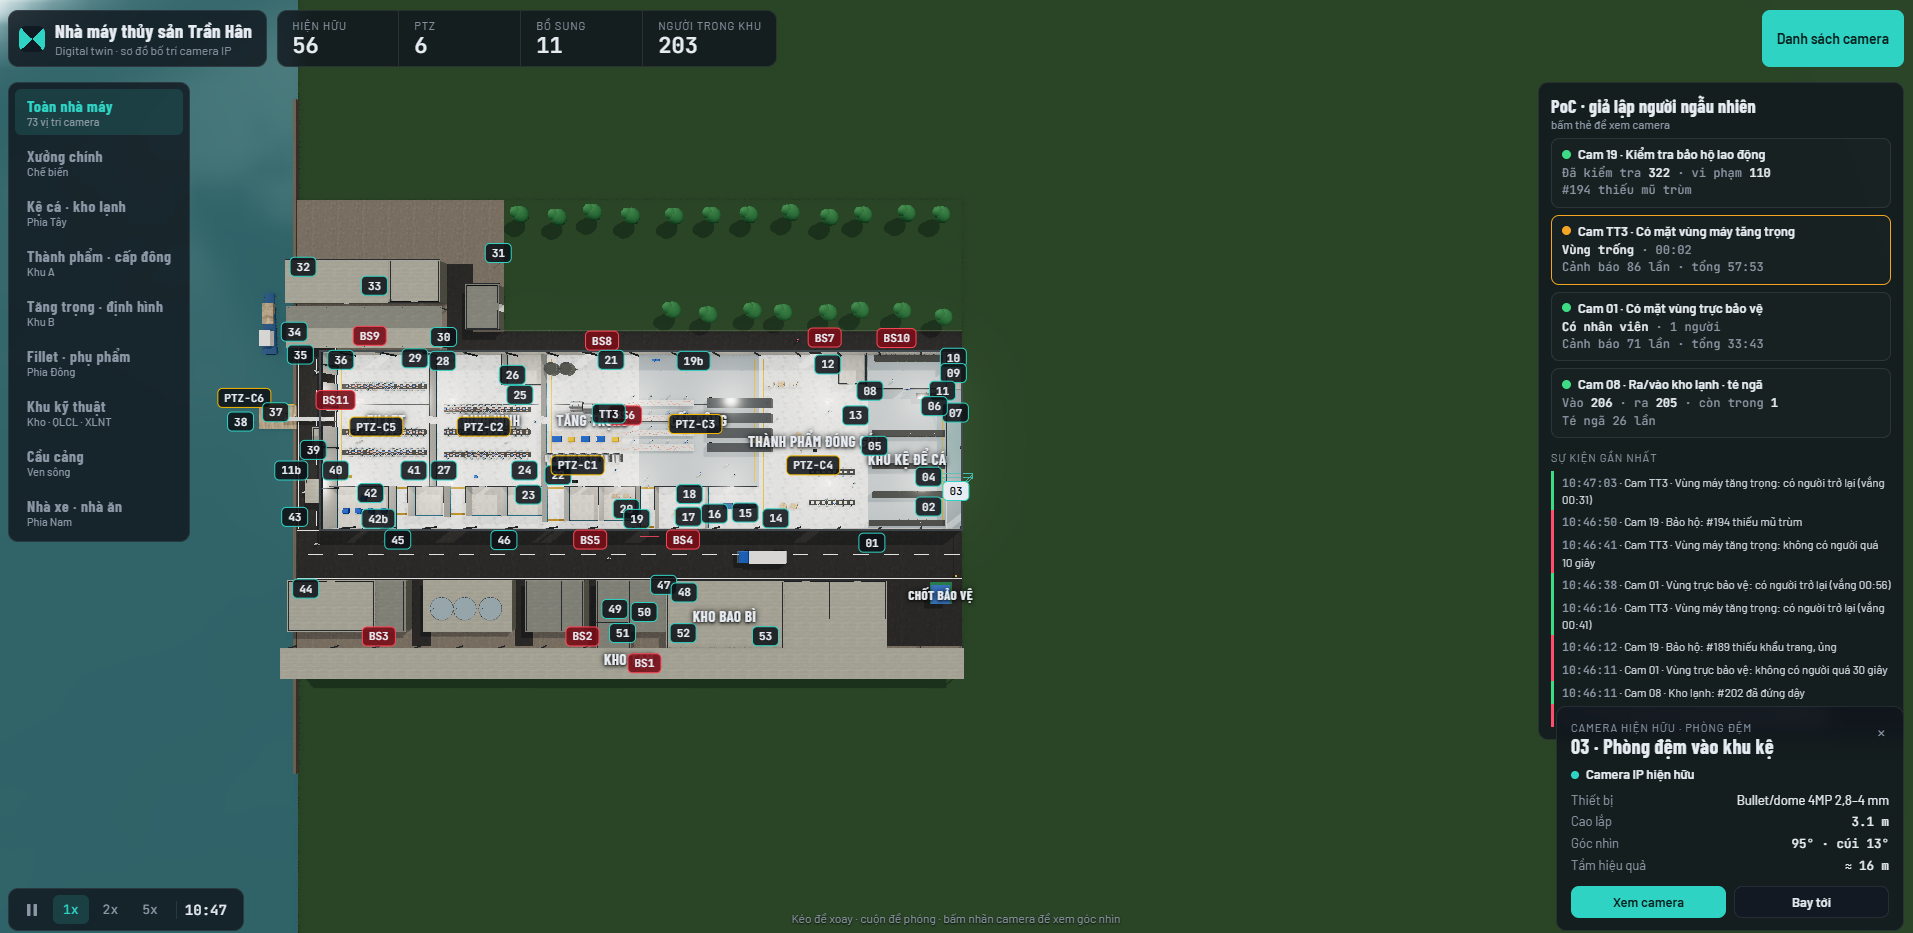 Nhà máy thủy sản Trần Hân
Digital twin · sơ đồ bố trí camera IP
HIỆN HỮU
56
PTZ
6
BỔ SUNG
11
NGƯỜI TRONG KHU
203
Danh sách camera
Toàn nhà máy
73 vị trí camera
Xưởng chính
Chế biến
Kệ cá · kho lạnh
Phía Tây
Thành phẩm · cấp đông
Khu A
Tăng trọng · định hình
Khu B
Fillet · phụ phẩm
Phía Đông
Khu kỹ thuật
Kho · QLCL · XLNT
Cầu cảng
Ven sông
Nhà xe · nhà ăn
Phía Nam
31
32
33
34
BS9
30
BS8
BS7
BS10
35
36
29
28
21
19b
12
10
09
26
25
08
11
PTZ-C6
37
38
BS11
06
07
TT3
13
PTZ-C5
PTZ-C2
PTZ-C3
THÀNH PHẨM ĐÔNG
05
KHU KỆ ĐỂ CÁ
39
11b
40
41
27
24
PTZ-C1
22
PTZ-C4
04
03
42
23
18
02
43
42b
19
17
16
15
14
45
46
BS5
BS4
01
44
47
48
CHỐT BẢO VỆ
49
50
KHO BAO BÌ
BS3
BS2
51
52
53
KHO
BS1
PoC · giả lập người ngẫu nhiên
bấm thẻ để xem camera
Cam 19 · Kiểm tra bảo hộ lao động
Đã kiểm tra 322 · vi phạm 110
#194 thiếu mũ trùm
Cam TT3 · Có mặt vùng máy tăng trọng
Vùng trống · 00:02
Cảnh báo 86 lần · tổng 57:53
Cam 01 · Có mặt vùng trực bảo vệ
Có nhân viên · 1 người
Cảnh báo 71 lần · tổng 33:43
Cam 08 · Ra/vào kho lạnh · té ngã
Vào 206 · ra 205 · còn trong 1
Té ngã 26 lần
SỰ KIỆN GẦN NHẤT
10:47:03 · Cam TT3 · Vùng máy tăng trọng: có người trở lại (vắng
00:31)
10:46:50 · Cam 19 · Bảo hộ: #194 thiếu mũ trùm
10:46:41 · Cam TT3 · Vùng máy tăng trọng: không có người quá
10 giây
10:46:38 · Cam 01 · Vùng trực bảo vệ: có người trở lại (vắng 00:56)
10:46:16 · Cam TT3 · Vùng máy tăng trọng: có người trở lại (vắng
00:41)
10:46:12 · Cam 19 · Bảo hộ: #189 thiếu khẩu trang, ủng
10:46:11 · Cam 01 · Vùng trực bảo vệ: không có người quá 30 giây
10:46:11 · Cam 08 · Kho lạnh: #202 đã đứng dậy
CAMERA HIỆN HỮU · PHÒNG ĐỆM
×
03 · Phòng đệm vào khu kệ
Camera IP hiện hữu
Thiết bị
Bullet/dome 4MP 2,8–4 mm
Cao lắp
3.1 m
Góc nhìn
95° · cúi 13°
Tầm hiệu quả
≈ 16 m
Xem camera
Bay tới
1x
2x
5x
10:47
Kéo để xoay · cuộn để phóng · bấm nhãn camera để xem góc nhìn